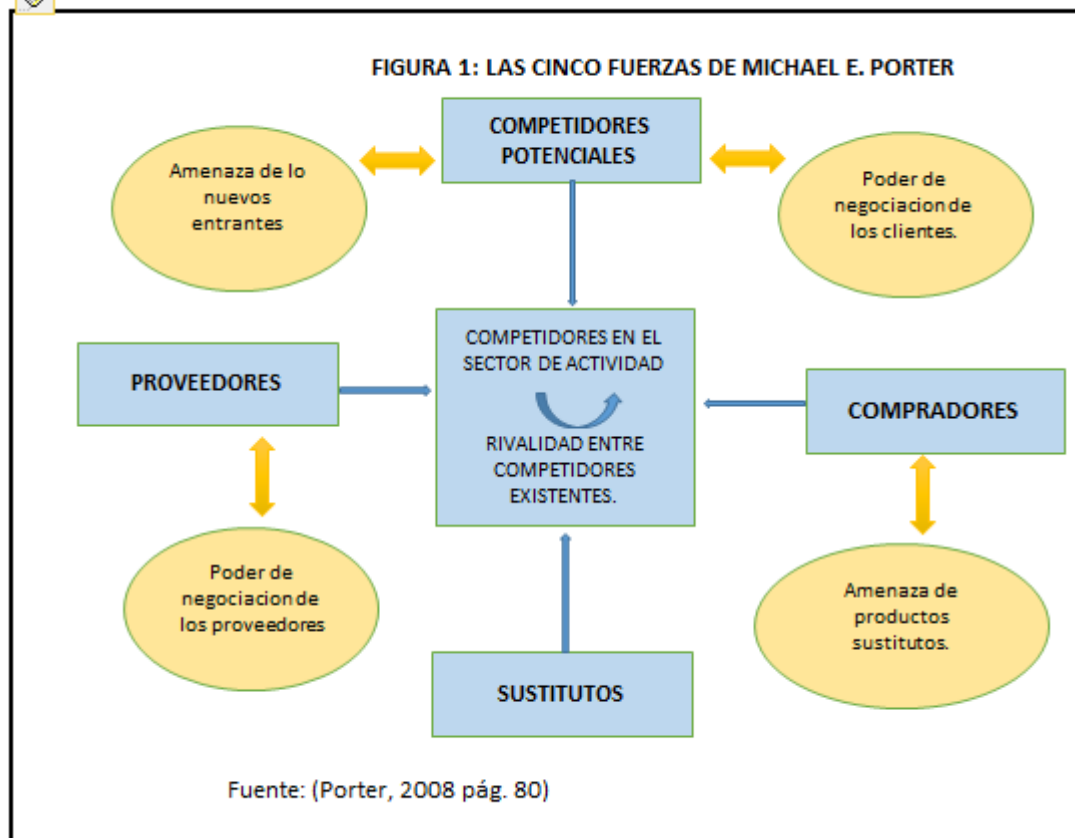 FIGURA 1: LAS CINCO FUERZAS DE MICHAEL E. PORTER
COMPETIDORES
POTENCIALES
Amenaza de lo
nuevos
entrantes
Poder de
negociacion de
los clientes.
COMPETIDORES EN EL
SECTOR DE ACTIVIDAD
RIVALIDAD ENTRE
COMPETIDORES
EXISTENTES.
PROVEEDORES
COMPRADORES
Poder de
negociacion de
los proveedores
Amenaza de
productos
sustitutos.
SUSTITUTOS
Fuente: (Porter, 2008 pág. 80)